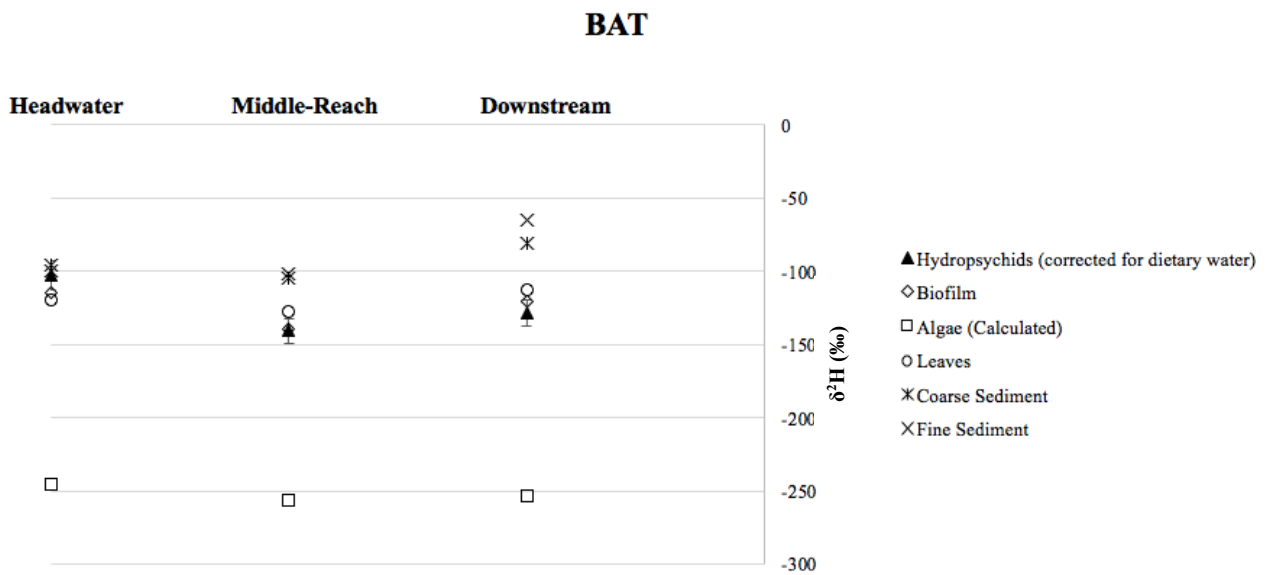 BAT
Headwater Middle-Reach Downstream
0
-50
-100
-150
-200
-250
-300
δ²H (‰)
Hydropsychids (corrected for dietary water)
Biofilm
Algae (Calculated)
Leaves
Coarse Sediment
Fine Sediment